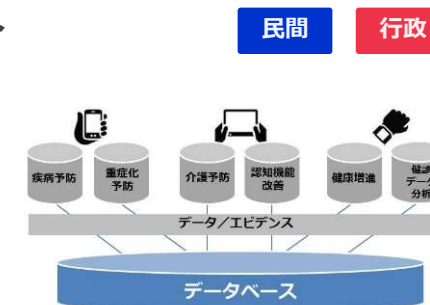 民間
行政
疾病予防
重症化
予防
介護予防
認知機能
改善
健康増進
健診
データ
分析
データ／エビデンス
データベース